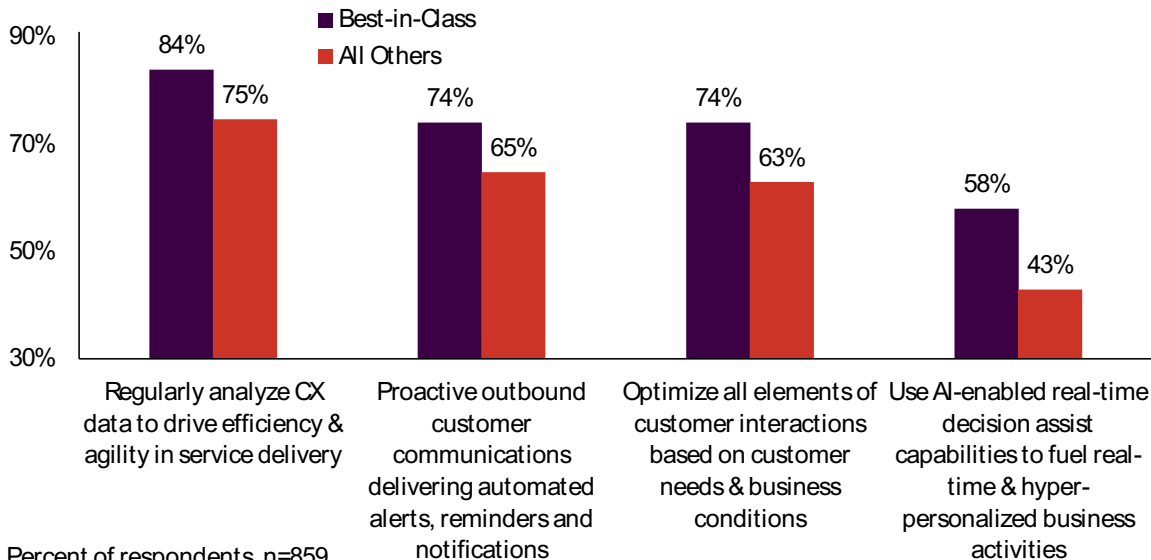 Best-in-Class
All Others
90%
70%
50%
30%
84%
75%
74%
65%
74%
63%
58%
43%
Regularly analyze CX
data to drive efficiency &
agility in service delivery
Proactive outbound
customer
communications
delivering automated
alerts, reminders and
notifications
Optimize all elements of
customer interactions
based on customer
needs & business
conditions
Use AI-enabled real-time
decision assist
capabilities to fuel real-
time & hyper-
personalized business
activities
Percent of respondents, n=859